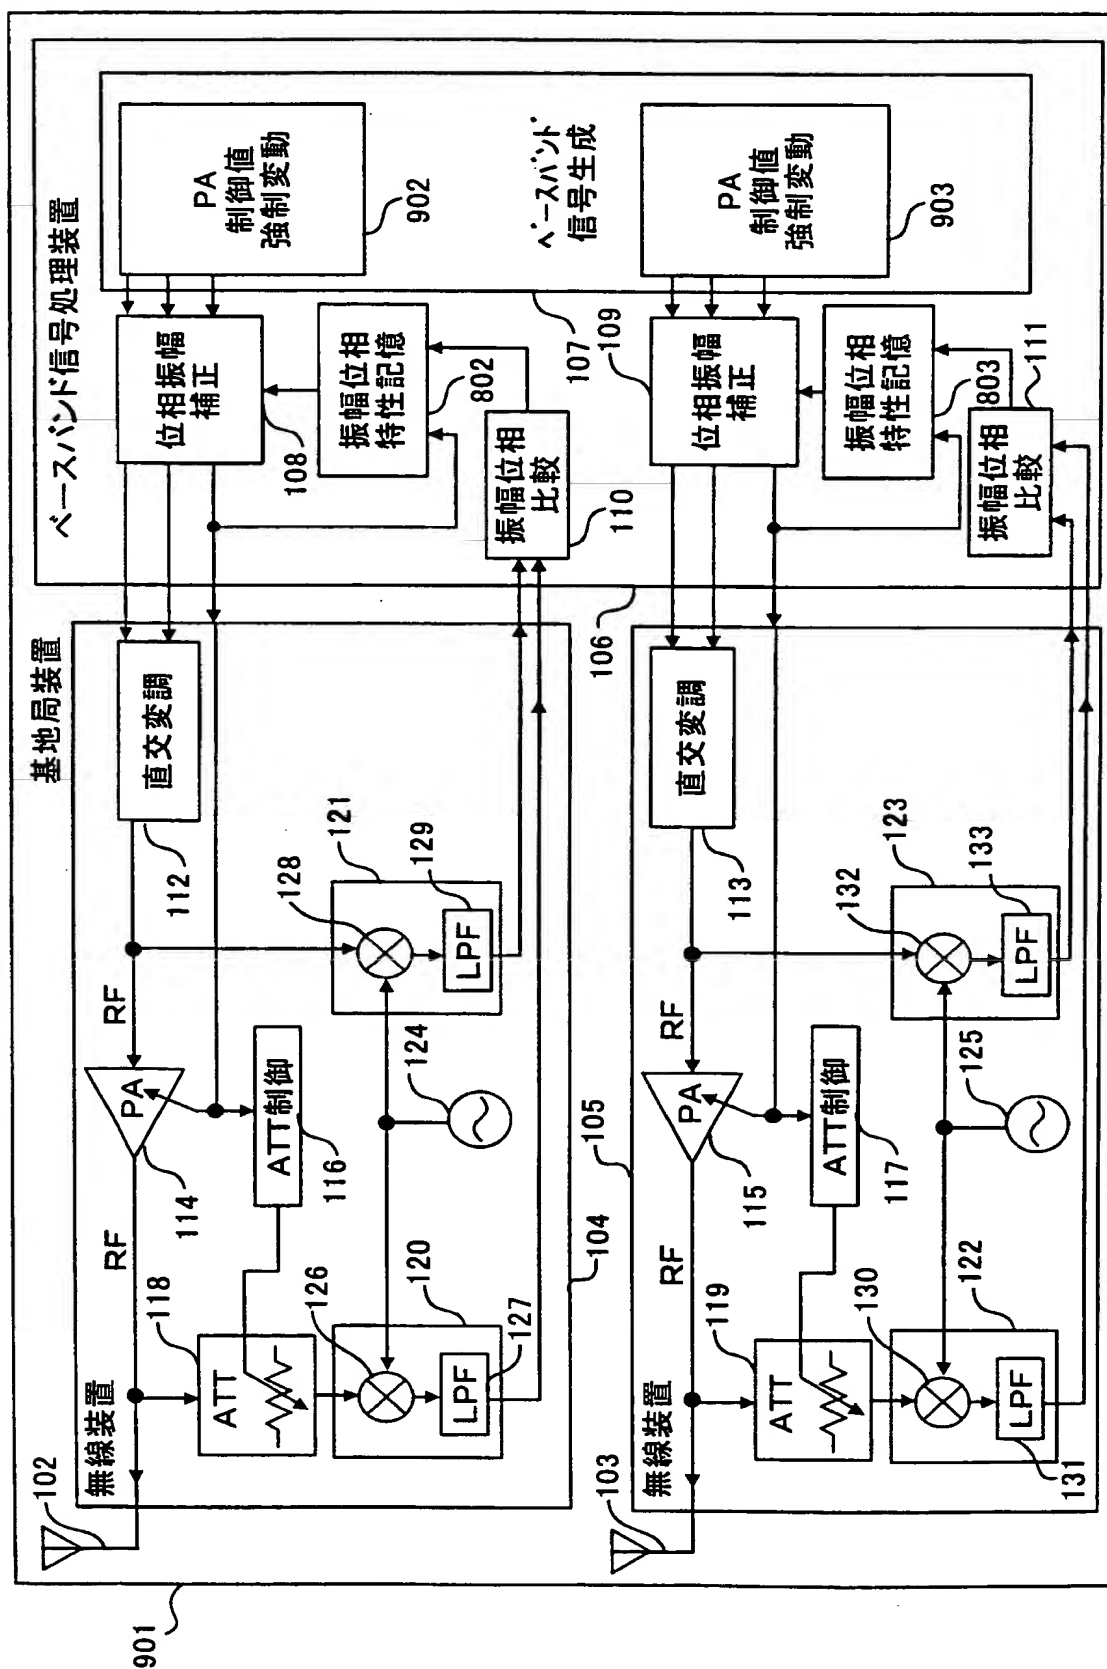 901
基地局装置
ベースバンド信号処理装置
102
無線装置
118
ATT
RF
114
PA
RF
112
直交変調
108
位相振幅
補正
PA
制御値
強制変動
902
ATT制御
116
126
120
LPF
127
124
128
121
LPF
129
振幅位相
特性記憶
802
振幅位相
比較
110
107
ベースバンド
信号生成
104
106
103
無線装置
105
119
ATT
RF
115
PA
RF
113
直交変調
109
位相振幅
補正
PA
制御値
強制変動
903
ATT制御
117
130
122
LPF
131
125
132
123
LPF
133
振幅位相
特性記憶
803
振幅位相
比較
111